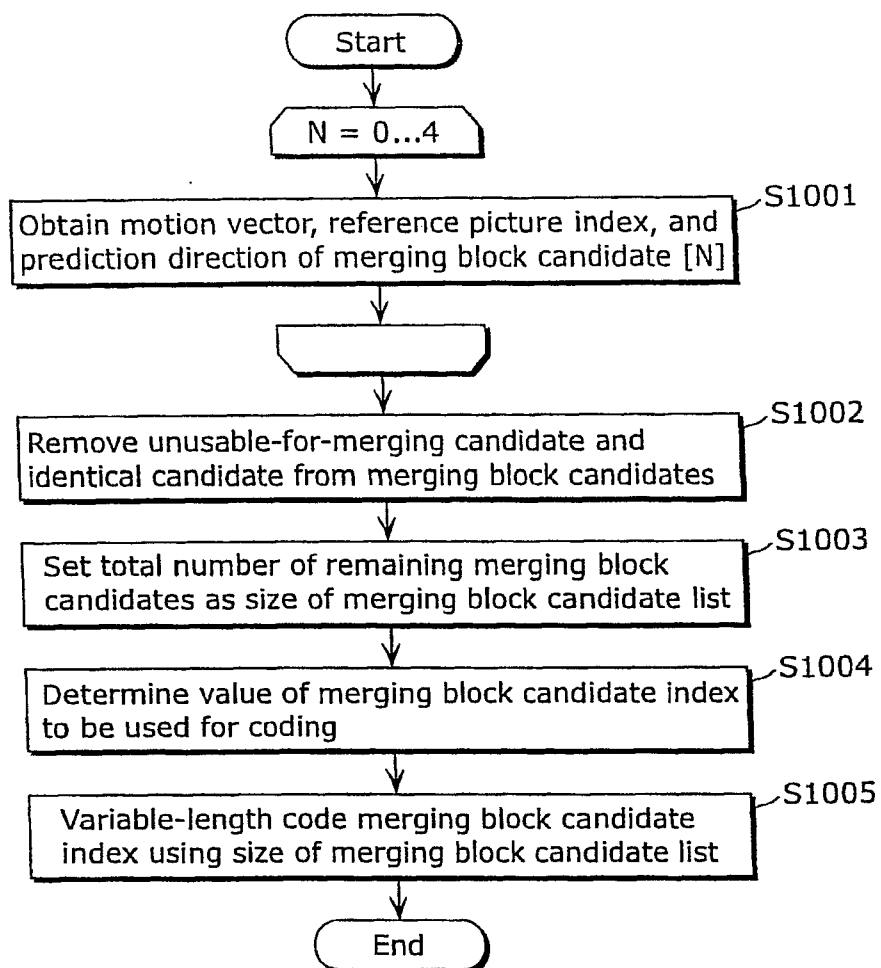 Start
N = 0...4
S1001
Obtain motion vector, reference picture index, and
prediction direction of merging block candidate [N]
S1002
Remove unusable-for-merging candidate and
identical candidate from merging block candidates
S1003
Set total number of remaining merging block
candidates as size of merging block candidate list
S1004
Determine value of merging block candidate index
to be used for coding
S1005
Variable-length code merging block candidate
index using size of merging block candidate list
End